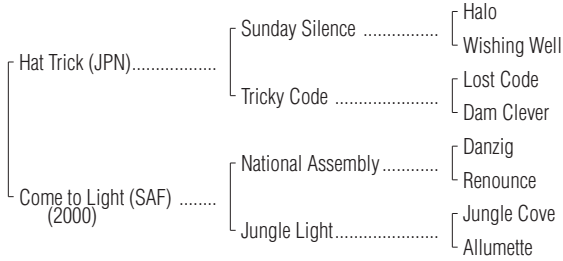 Halo
Sunday Silence ................
Wishing Well
Hat Trick (JPN)..................
Lost Code
Tricky Code ......................
Dam Clever
Danzig
National Assembly............
Renounce
Come to Light (SAF) ........
(2000)
Jungle Cove
Jungle Light......................
Allumette